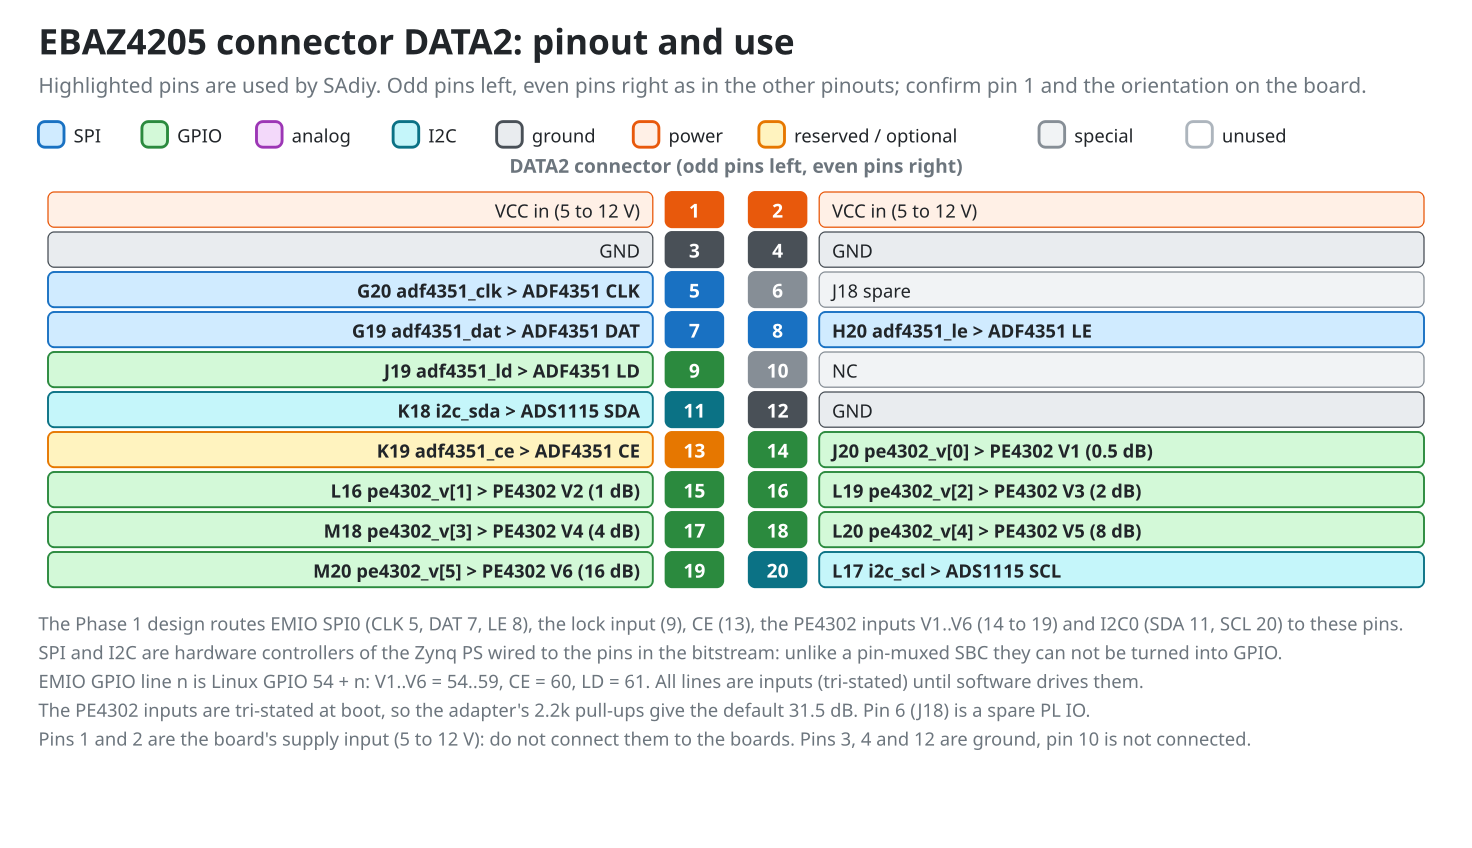 EBAZ4205 connector DATA2: pinout and use
Highlighted pins are used by SAdiy. Odd pins left, even pins right as in the other pinouts; confirm pin 1 and the orientation on the board.
SPI GPIO analog I2C ground power reserved / optional special unused
DATA2 connector (odd pins left, even pins right)
VCC in (5 to 12 V) 1 2 VCC in (5 to 12 V)
GND 3 4 GND
G20 adf4351_clk > ADF4351 CLK 5 6 J18 spare
G19 adf4351_dat > ADF4351 DAT 7 8 H20 adf4351_le > ADF4351 LE
J19 adf4351_ld > ADF4351 LD 9 10 NC
K18 i2c_sda > ADS1115 SDA 11 12 GND
K19 adf4351_ce > ADF4351 CE 13 14 J20 pe4302_v[0] > PE4302 V1 (0.5 dB)
L16 pe4302_v[1] > PE4302 V2 (1 dB) 15 16 L19 pe4302_v[2] > PE4302 V3 (2 dB)
M18 pe4302_v[3] > PE4302 V4 (4 dB) 17 18 L20 pe4302_v[4] > PE4302 V5 (8 dB)
M20 pe4302_v[5] > PE4302 V6 (16 dB) 19 20 L17 i2c_scl > ADS1115 SCL
The Phase 1 design routes EMIO SPI0 (CLK 5, DAT 7, LE 8), the lock input (9), CE (13), the PE4302 inputs V1..V6 (14 to 19) and I2C0 (SDA 11, SCL 20) to these pins.
SPI and I2C are hardware controllers of the Zynq PS wired to the pins in the bitstream: unlike a pin-muxed SBC they can not be turned into GPIO.
EMIO GPIO line n is Linux GPIO 54 + n: V1..V6 = 54..59, CE = 60, LD = 61. All lines are inputs (tri-stated) until software drives them.
The PE4302 inputs are tri-stated at boot, so the adapter's 2.2k pull-ups give the default 31.5 dB. Pin 6 (J18) is a spare PL IO.
Pins 1 and 2 are the board's supply input (5 to 12 V): do not connect them to the boards. Pins 3, 4 and 12 are ground, pin 10 is not connected.